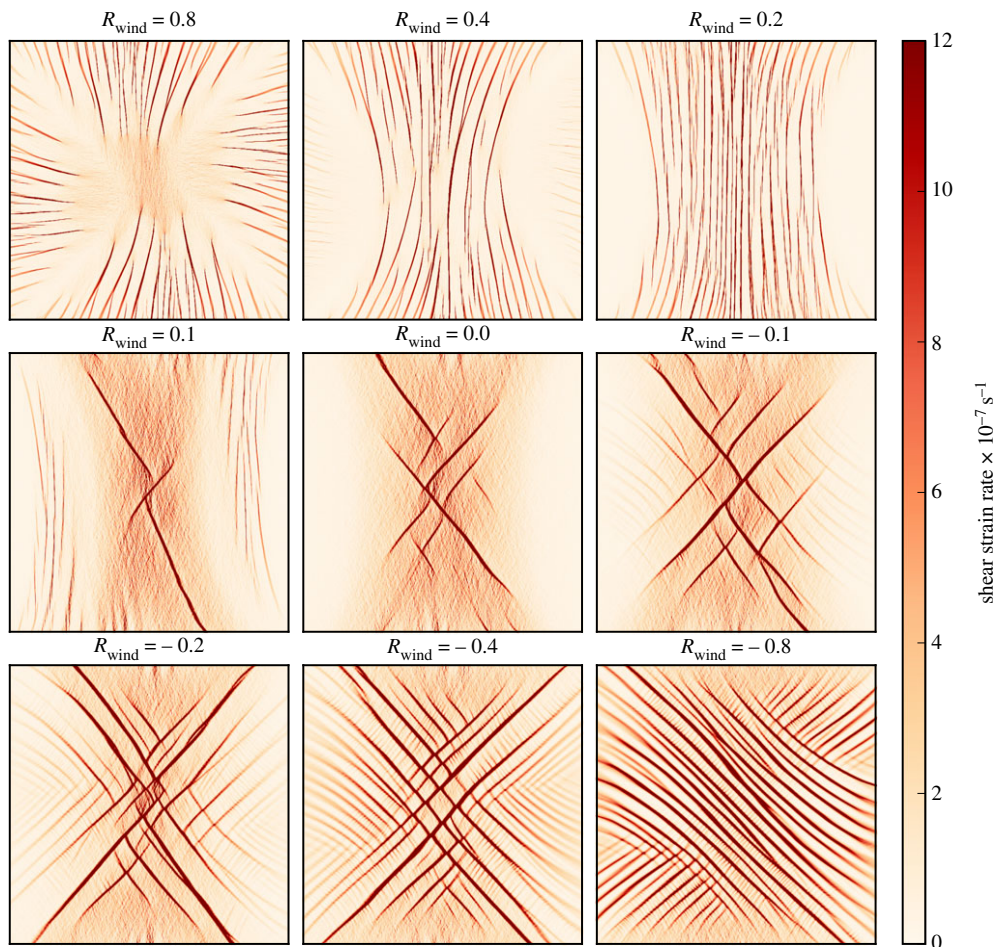 R_wind = 0.8
R_wind = 0.4
R_wind = 0.2
R_wind = 0.1
R_wind = 0.0
R_wind = − 0.1
R_wind = − 0.2
R_wind = − 0.4
R_wind = − 0.8
12
10
8
6
4
2
0
shear strain rate × 10⁻⁷ s⁻¹